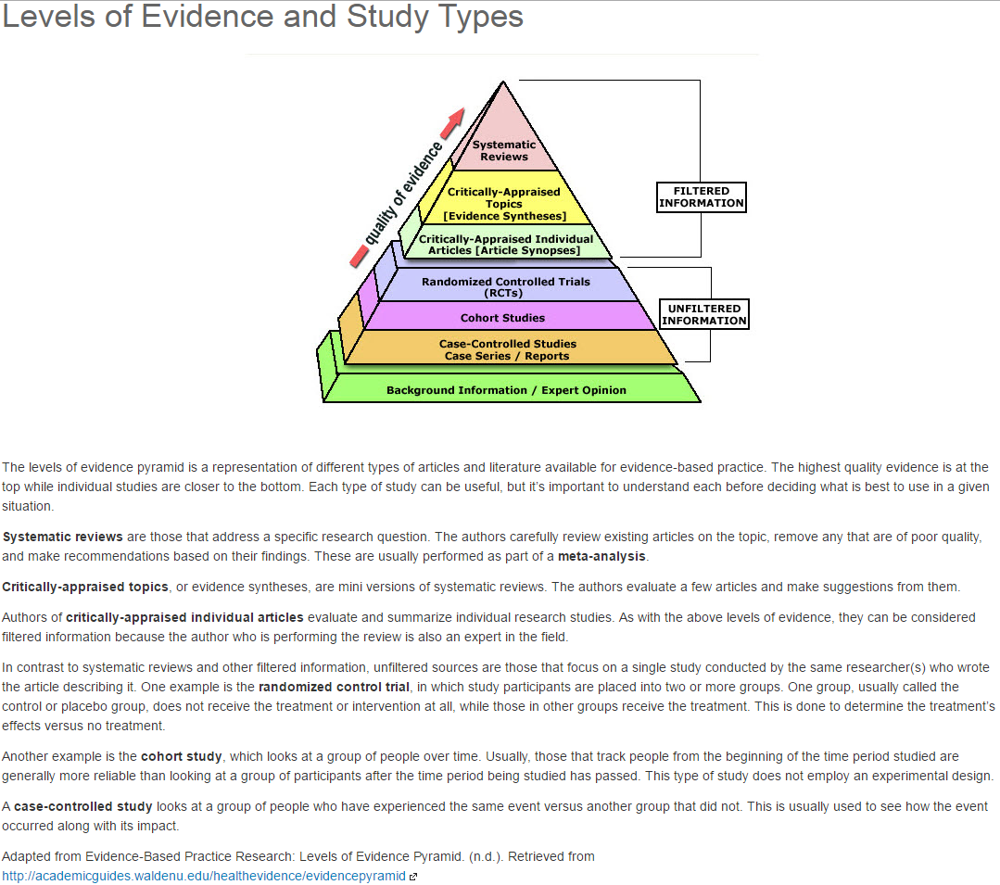 Levels of Evidence and Study Types
quality of evidence
Systematic
Reviews
Critically-Appraised
Topics
[Evidence Syntheses]
Critically-Appraised Individual
Articles [Article Synopses]
FILTERED
INFORMATION
Randomized Controlled Trials
(RCTs)
Cohort Studies
Case-Controlled Studies
Case Series / Reports
UNFILTERED
INFORMATION
Background Information / Expert Opinion
The levels of evidence pyramid is a representation of different types of articles and literature available for evidence-based practice. The highest quality evidence is at the
top while individual studies are closer to the bottom. Each type of study can be useful, but it's important to understand each before deciding what is best to use in a given
situation.
Systematic reviews are those that address a specific research question. The authors carefully review existing articles on the topic, remove any that are of poor quality,
and make recommendations based on their findings. These are usually performed as part of a meta-analysis.
Critically-appraised topics, or evidence syntheses, are mini versions of systematic reviews. The authors evaluate a few articles and make suggestions from them.
Authors of critically-appraised individual articles evaluate and summarize individual research studies. As with the above levels of evidence, they can be considered
filtered information because the author who is performing the review is also an expert in the field.
In contrast to systematic reviews and other filtered information, unfiltered sources are those that focus on a single study conducted by the same researcher(s) who wrote
the article describing it. One example is the randomized control trial, in which study participants are placed into two or more groups. One group, usually called the
control or placebo group, does not receive the treatment or intervention at all, while those in other groups receive the treatment. This is done to determine the treatment's
effects versus no treatment.
Another example is the cohort study, which looks at a group of people over time. Usually, those that track people from the beginning of the time period studied are
generally more reliable than looking at a group of participants after the time period being studied has passed. This type of study does not employ an experimental design.
A case-controlled study looks at a group of people who have experienced the same event versus another group that did not. This is usually used to see how the event
occurred along with its impact.
Adapted from Evidence-Based Practice Research: Levels of Evidence Pyramid. (n.d.). Retrieved from
http://academicguides.waldenu.edu/healthevidence/evidencepyramid